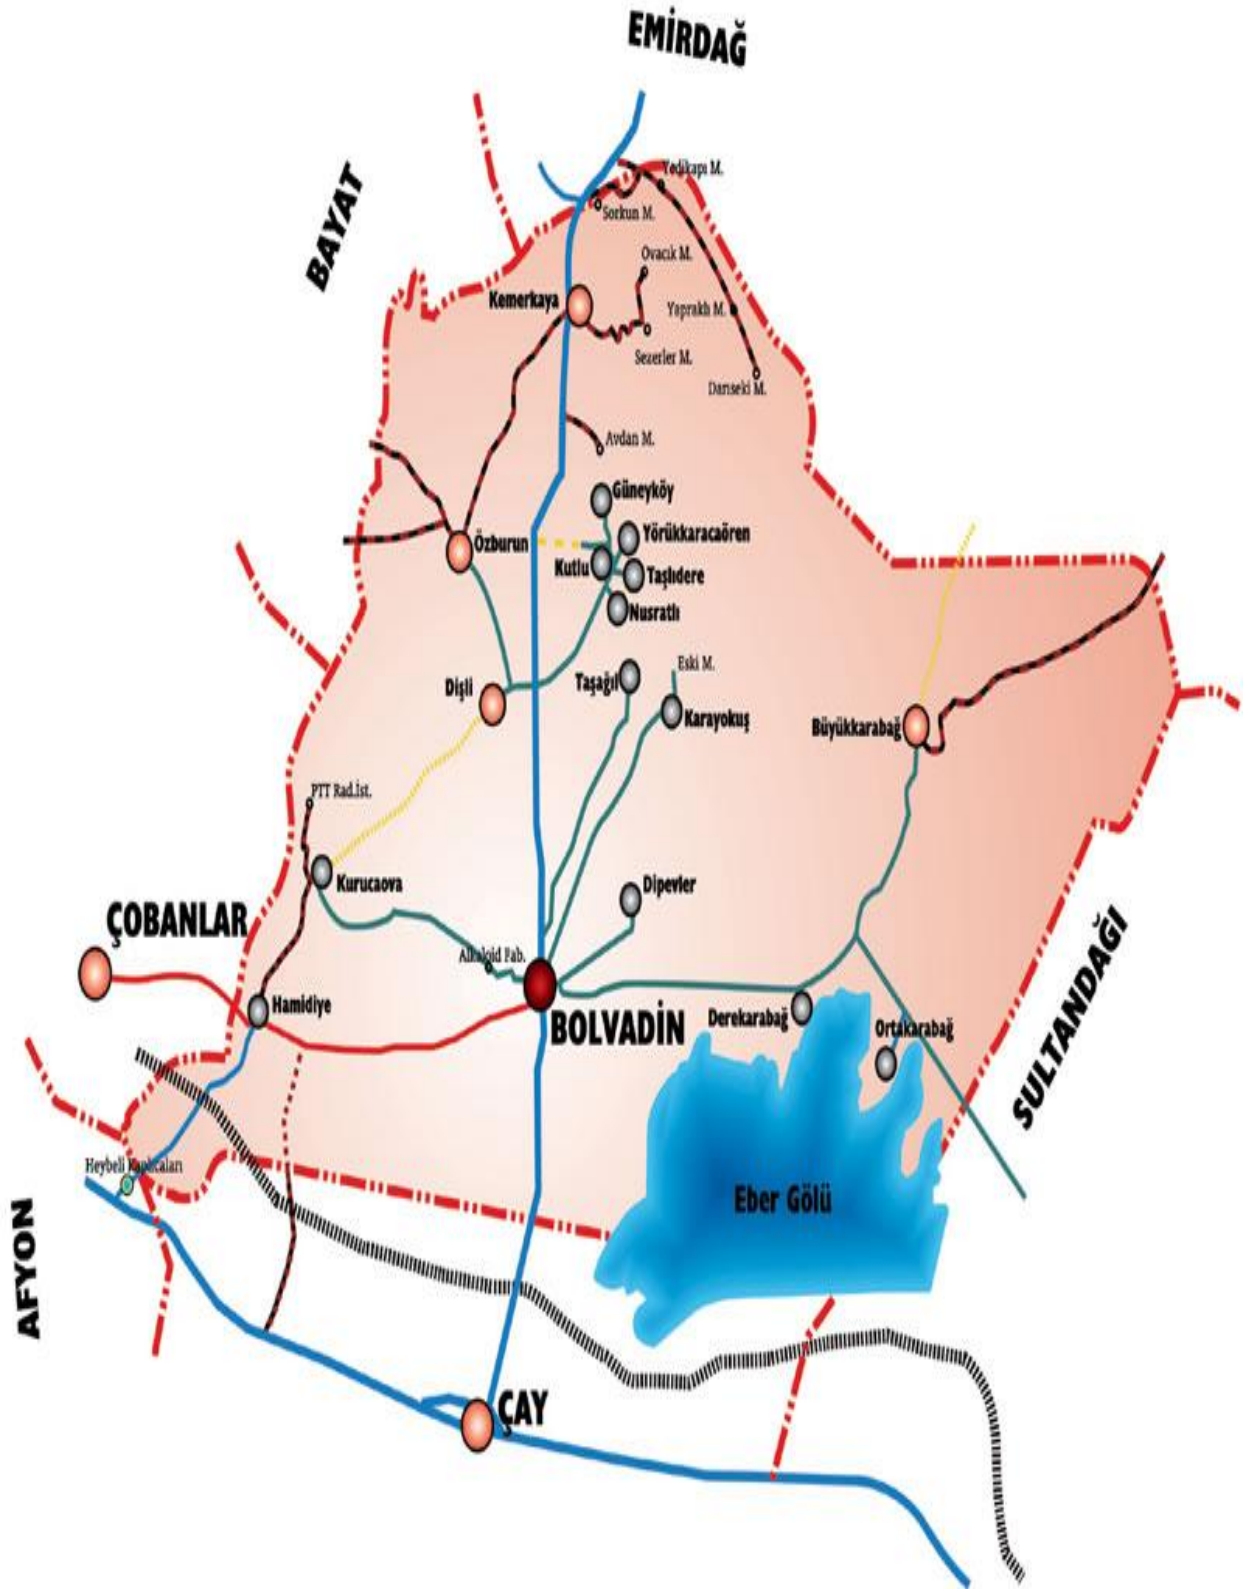 EMİRDAĞ
BAYAT
Yedikapı M.
Sorkun M.
Ovacık M.
Kemerkaya
Yapraklı M.
Sezerler M.
Danseki M.
Avdan M.
Güneyköy
Özburun
Yörükkaracaören
Kutlu
Taşlıdere
Nusratlı
Eski M.
Taşağıl
Dişli
Karayokuş
Büyükkarabağ
PTT Rad.İst.
Kurucaova
Dipevler
ÇOBANLAR
Alkaloid Fab.
Hamidiye
BOLVADİN
Derekarabağ
Ortakarabağ
SULTANDAĞI
Heybeli Kaplıcaları
Eber Gölü
AFYON
ÇAY